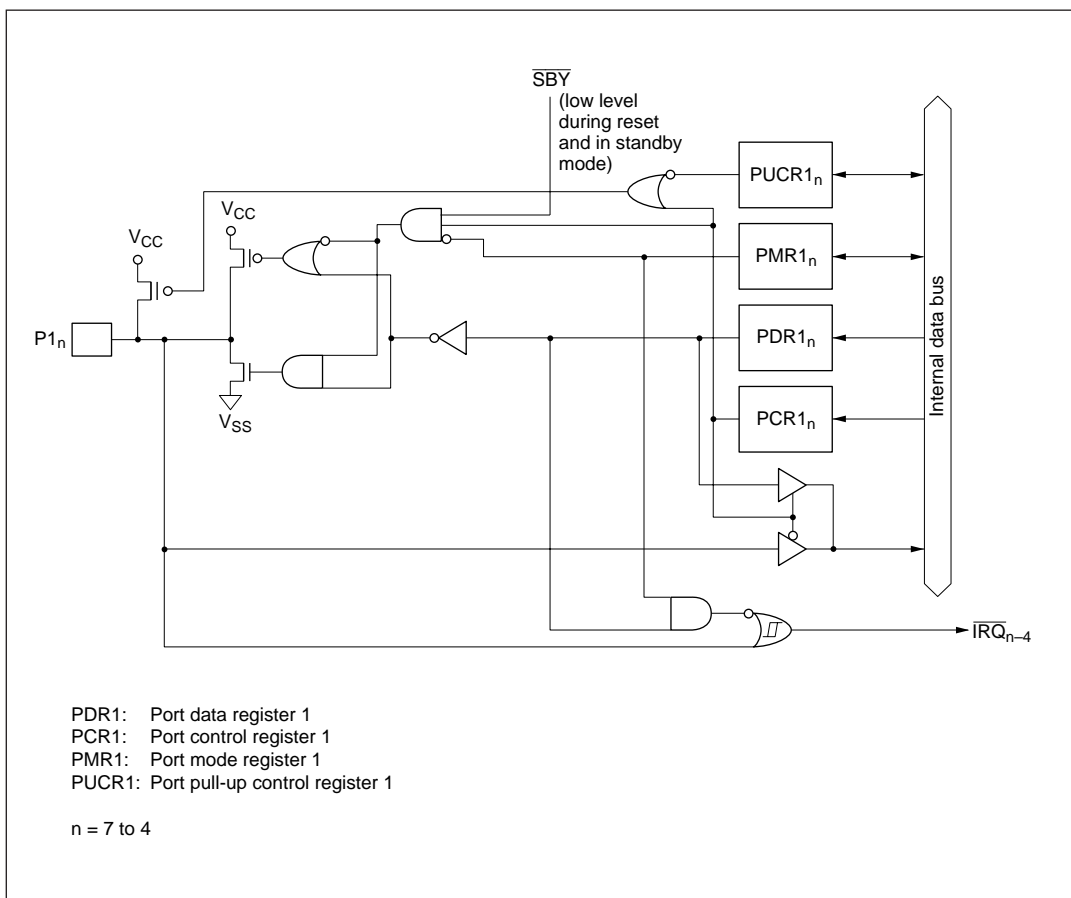 S̅B̅Y̅
(low level
during reset
and in standby
mode)
PUCR1n
VCC
VCC
PMR1n
Internal data bus
P1n
PDR1n
PCR1n
VSS
I̅R̅Q̅n–4
PDR1: Port data register 1
PCR1: Port control register 1
PMR1: Port mode register 1
PUCR1: Port pull-up control register 1
n = 7 to 4